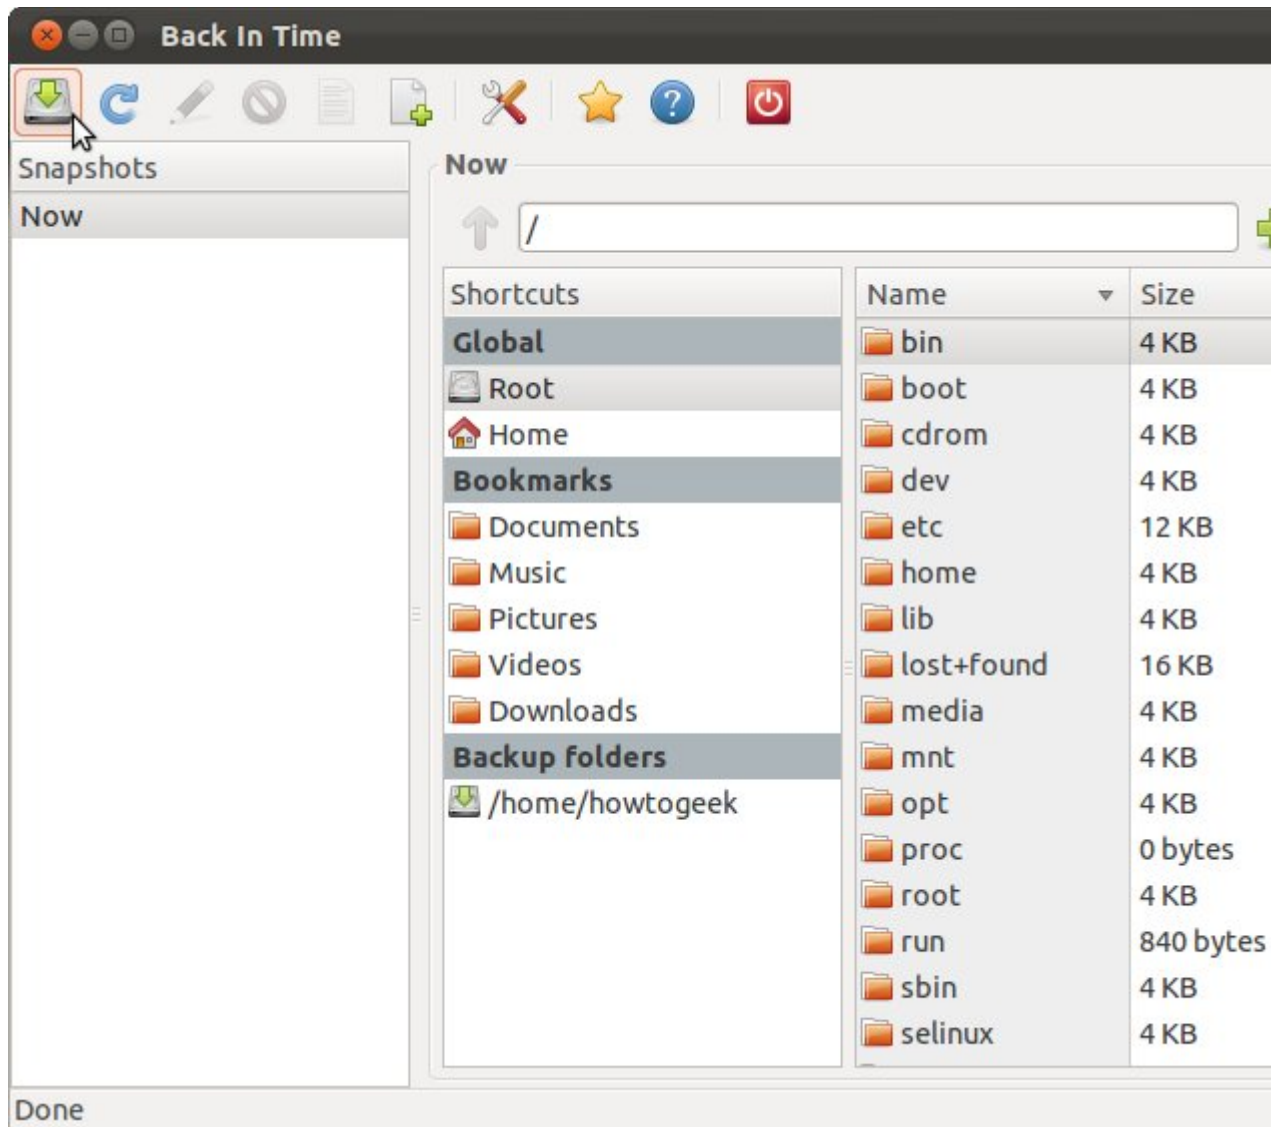 Back In Time
Snapshots
Now
Now
/
Shortcuts
Global
Root
Home
Bookmarks
Documents
Music
Pictures
Videos
Downloads
Backup folders
/home/howtogeek
Name Size
bin 4 KB
boot 4 KB
cdrom 4 KB
dev 4 KB
etc 12 KB
home 4 KB
lib 4 KB
lost+found 16 KB
media 4 KB
mnt 4 KB
opt 4 KB
proc 0 bytes
root 4 KB
run 840 bytes
sbin 4 KB
selinux 4 KB
Done